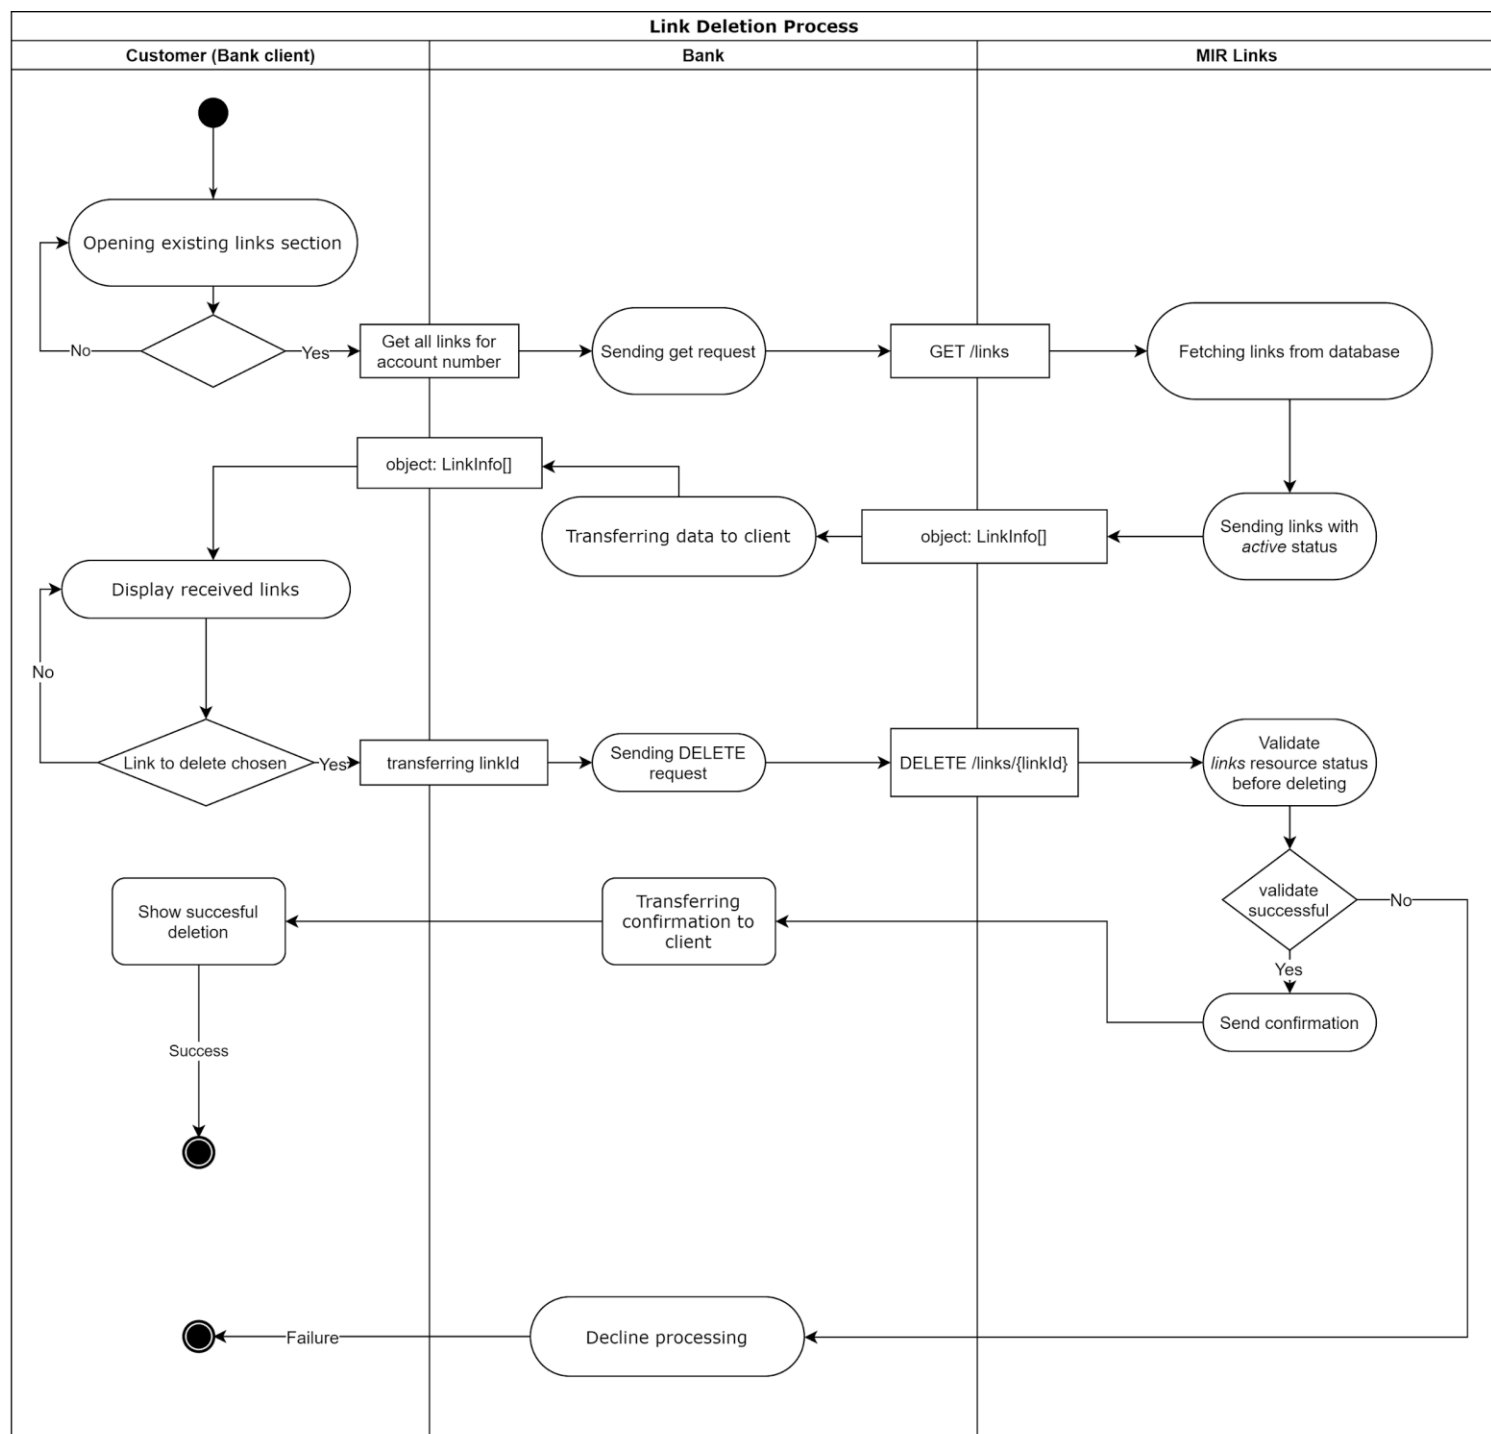 Link Deletion Process
Customer (Bank client)
Bank
MIR Links
Opening existing links section
No
Yes
Get all links for
account number
Sending get request
GET /links
Fetching links from database
object: LinkInfo[]
Transferring data to client
object: LinkInfo[]
Sending links with
active status
Display received links
No
Link to delete chosen
Yes
transferring linkId
Sending DELETE
request
DELETE /links/{linkId}
Validate
links resource status
before deleting
validate
successful
No
Yes
Show succesful
deletion
Transferring
confirmation to
client
Send confirmation
Success
Failure
Decline processing